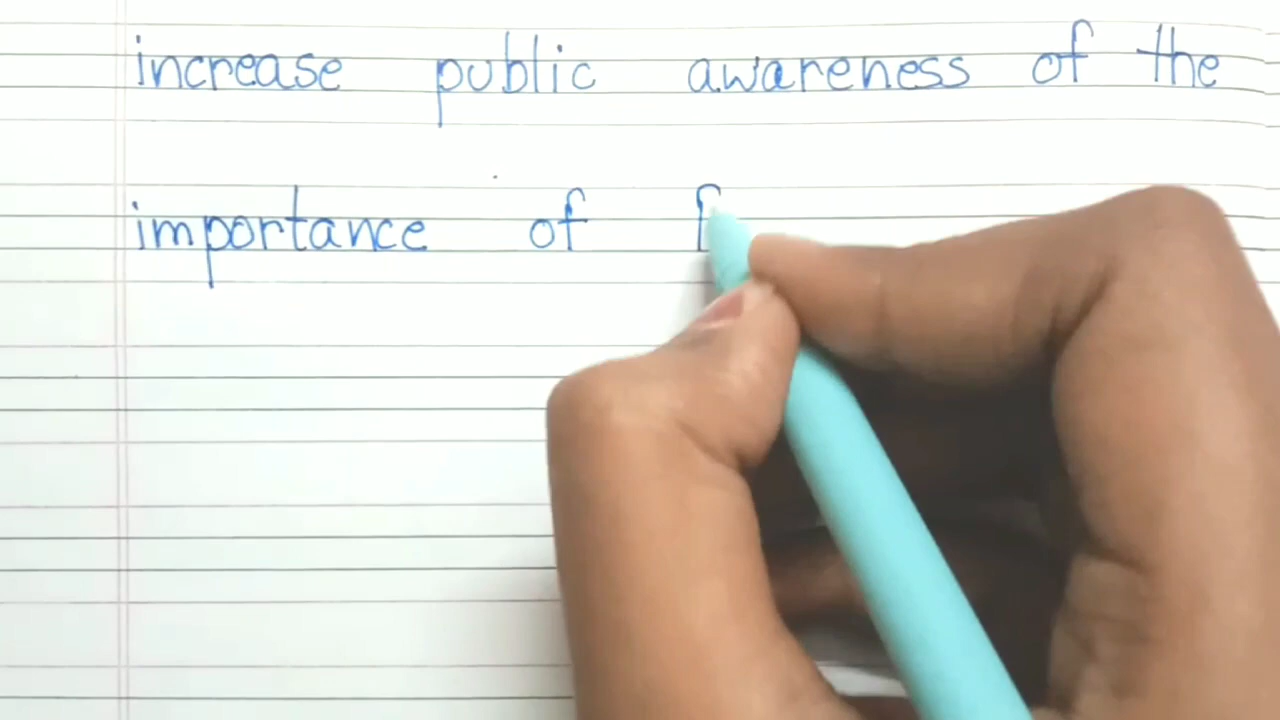 increase public awareness of the
importance of f